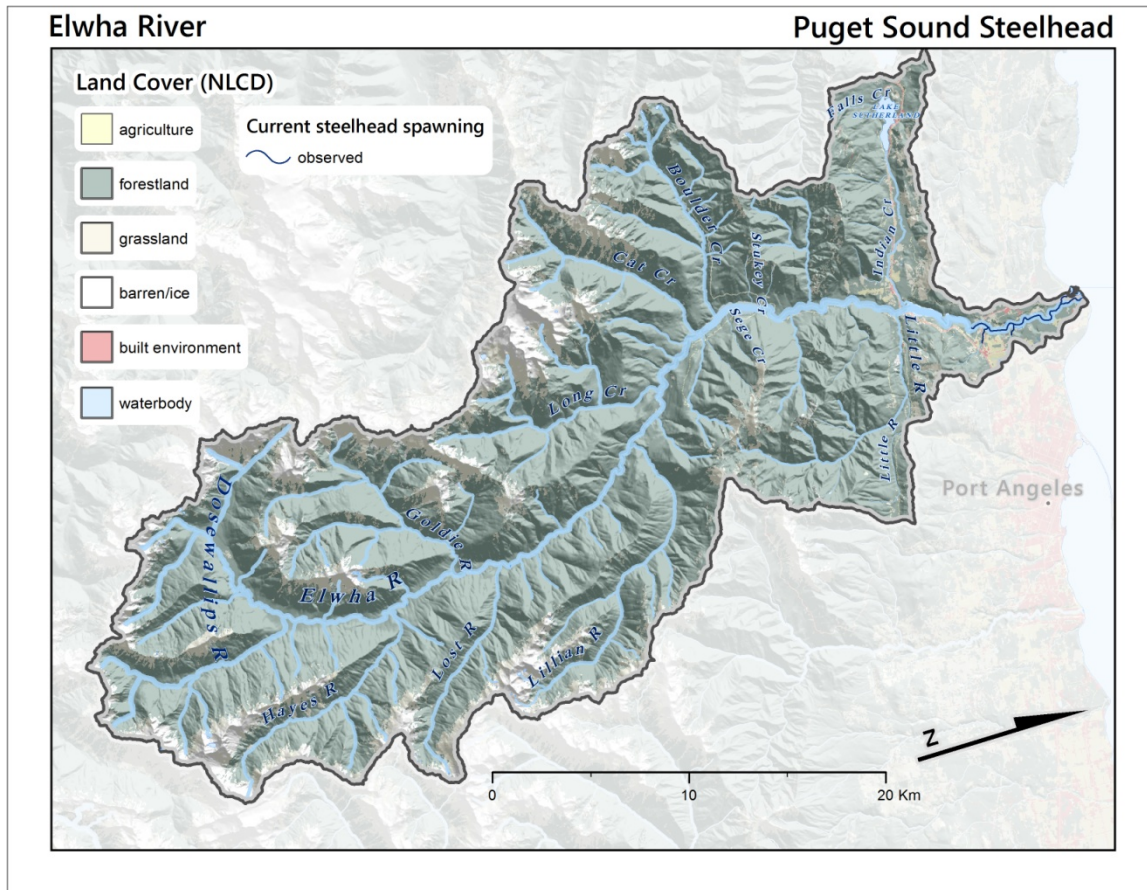 Elwha River
Puget Sound Steelhead
Land Cover (NLCD)
agriculture
forestland
grassland
barren/ice
built environment
waterbody
Current steelhead spawning
observed
Falls Cr
LAKE
SUTHERLAND
Boulder Cr
Indian Cr
Stukey Cr
Cat Cr
Sege Cr
Little R
Long Cr
Little R
Port Angeles
Dosewallips R
Goldie R
Elwha R
Lost R
Lillian R
Hayes R
N
0
10
20 Km